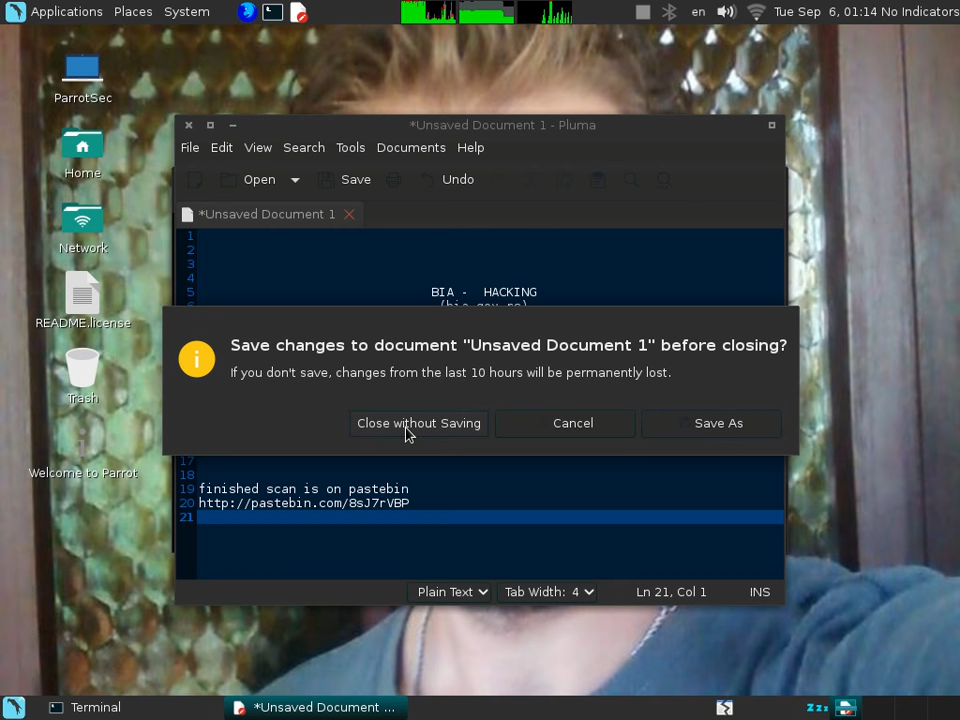 Applications Places System en Tue Sep 6, 01:14 No Indicators
ParrotSec
Home
Network
README.license
Trash
Welcome to Parrot
*Unsaved Document 1 - Pluma
File Edit View Search Tools Documents Help
Open Save Undo
*Unsaved Document 1
1
2
3
4
5 BIA - HACKING
6 (bia.gov.rs)
Save changes to document "Unsaved Document 1" before closing?
If you don't save, changes from the last 10 hours will be permanently lost.
Close without Saving Cancel Save As
17
18
19 finished scan is on pastebin
20 http://pastebin.com/8sJ7rVBP
21
Plain Text Tab Width: 4 Ln 21, Col 1 INS
Terminal *Unsaved Document ... zzz